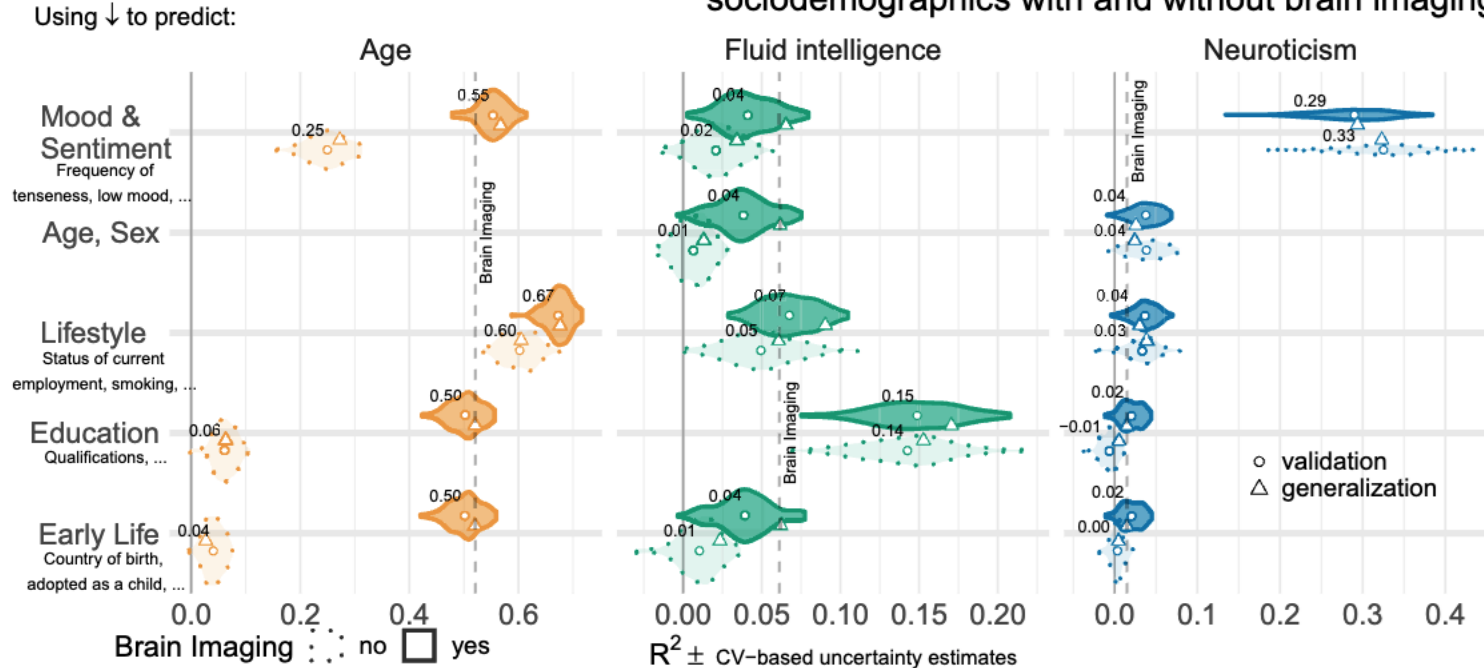 sociodemographics with and without brain imaging
Using ↓ to predict:
Age
Fluid intelligence
Neuroticism
Mood &
Sentiment
Frequency of
tenseness, low mood, ...
Age, Sex
Lifestyle
Status of current
employment, smoking, ...
Education
Qualifications, ...
Early Life
Country of birth,
adopted as a child, ...
0.55
0.25
Brain Imaging
0.67
0.60
0.50
0.06
0.50
0.04
0.04
0.02
0.04
0.01
0.07
0.05
Brain Imaging
0.15
0.14
0.04
0.01
Brain Imaging
0.29
0.33
0.04
0.04
0.04
0.03
0.02
−0.01
0.02
0.00
validation
generalization
0.0 0.2 0.4 0.6
0.00 0.05 0.10 0.15 0.20
0.0 0.1 0.2 0.3 0.4
Brain Imaging no yes
R² ± CV−based uncertainty estimates